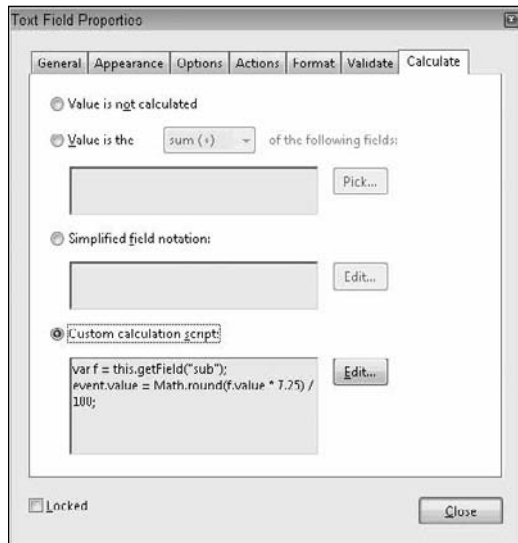 Text Field Properties
General Appearance Options Actions Format Validate Calculate
Value is not calculated
Value is the sum (+) of the following fields:
Pick...
Simplified field notation:
Edit...
Custom calculation script:
var f = this.getField("sub");
event.value = Math.round(f.value * 7.25) /
100;
Edit...
Locked
Close